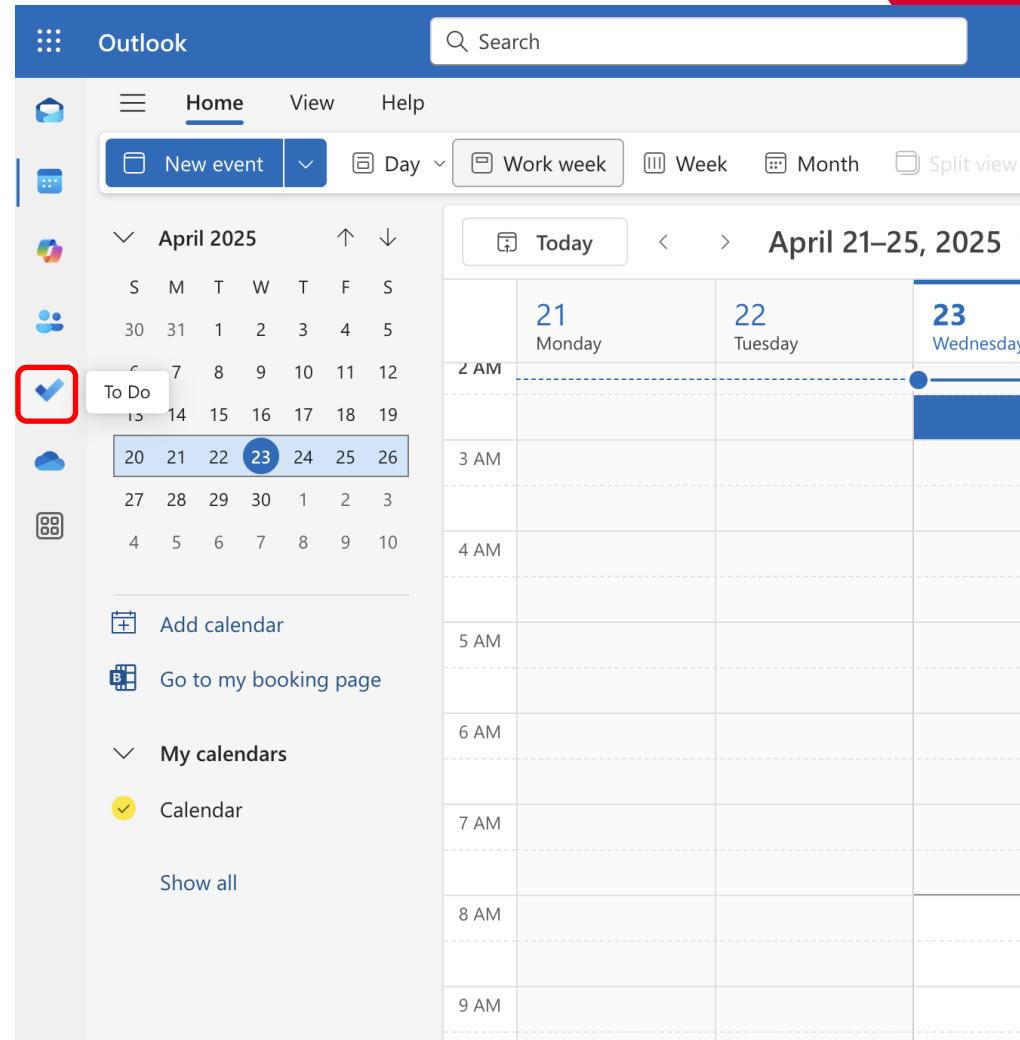 Outlook
Search
Home View Help
New event Day Work week Week Month Split view
April 2025
S M T W T F S
30 31 1 2 3 4 5
7 8 9 10 11 12
To Do
13 14 15 16 17 18 19
20 21 22 23 24 25 26
27 28 29 30 1 2 3
4 5 6 7 8 9 10
Add calendar
B
Go to my booking page
My calendars
Calendar
Show all
Today April 21–25, 2025
21 22 23
Monday Tuesday Wednesday
2 AM
3 AM
4 AM
5 AM
6 AM
7 AM
8 AM
9 AM